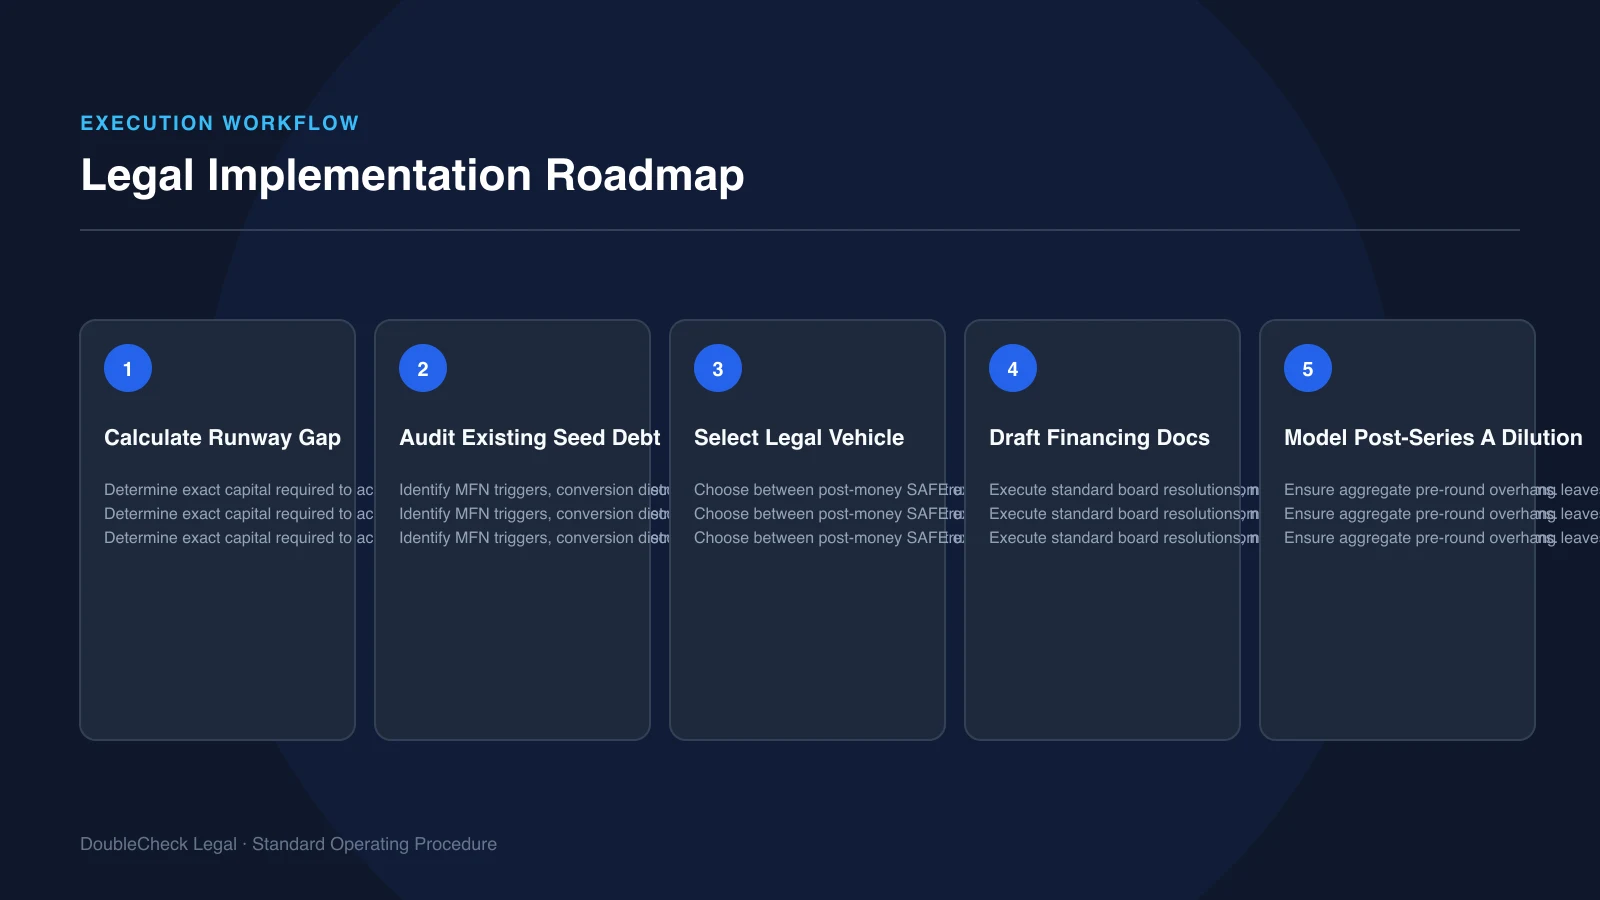 EXECUTION WORKFLOW
Legal Implementation Roadmap
1
Calculate Runway Gap
Determine exact capital required to
Determine exact capital required to
Determine exact capital required to
2
Audit Existing Seed Debt
Identify MFN triggers, conversion
Identify MFN triggers, conversion
Identify MFN triggers, conversion
3
Select Legal Vehicle
Choose between post-money SAFE
Choose between post-money SAFE
Choose between post-money SAFE
4
Draft Financing Docs
Execute standard board resolutions,
Execute standard board resolutions,
Execute standard board resolutions,
5
Model Post-Series A Dilution
Ensure aggregate pre-round overhang leaves
Ensure aggregate pre-round overhang leaves
Ensure aggregate pre-round overhang leaves
DoubleCheck Legal · Standard Operating Procedure